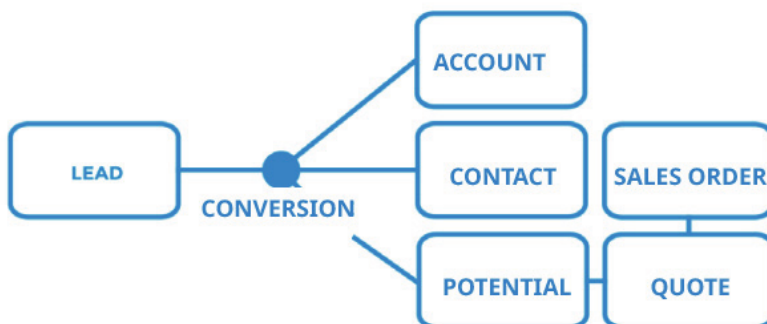 ACCOUNT
LEAD
CONTACT
SALES ORDER
CONVERSION
POTENTIAL
QUOTE